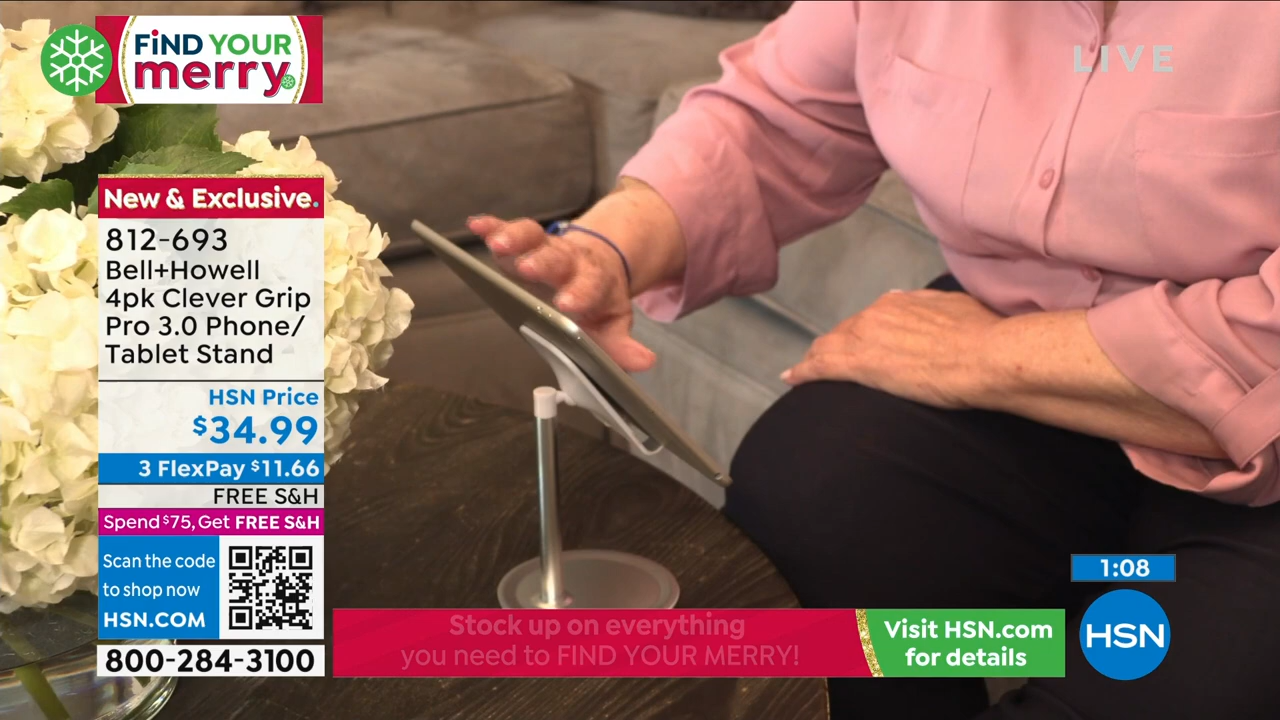 FiND YOUR
merry
LIVE
New & Exclusive.
812-693
Bell+Howell
4pk Clever Grip
Pro 3.0 Phone/
Tablet Stand
HSN Price
$34.99
3 FlexPay $11.66
FREE S&H
Spend $75, Get FREE S&H
Scan the code
to shop now
HSN.COM
800-284-3100
Stock up on everything
you need to FIND YOUR MERRY!
Visit HSN.com
for details
1:08
HSN